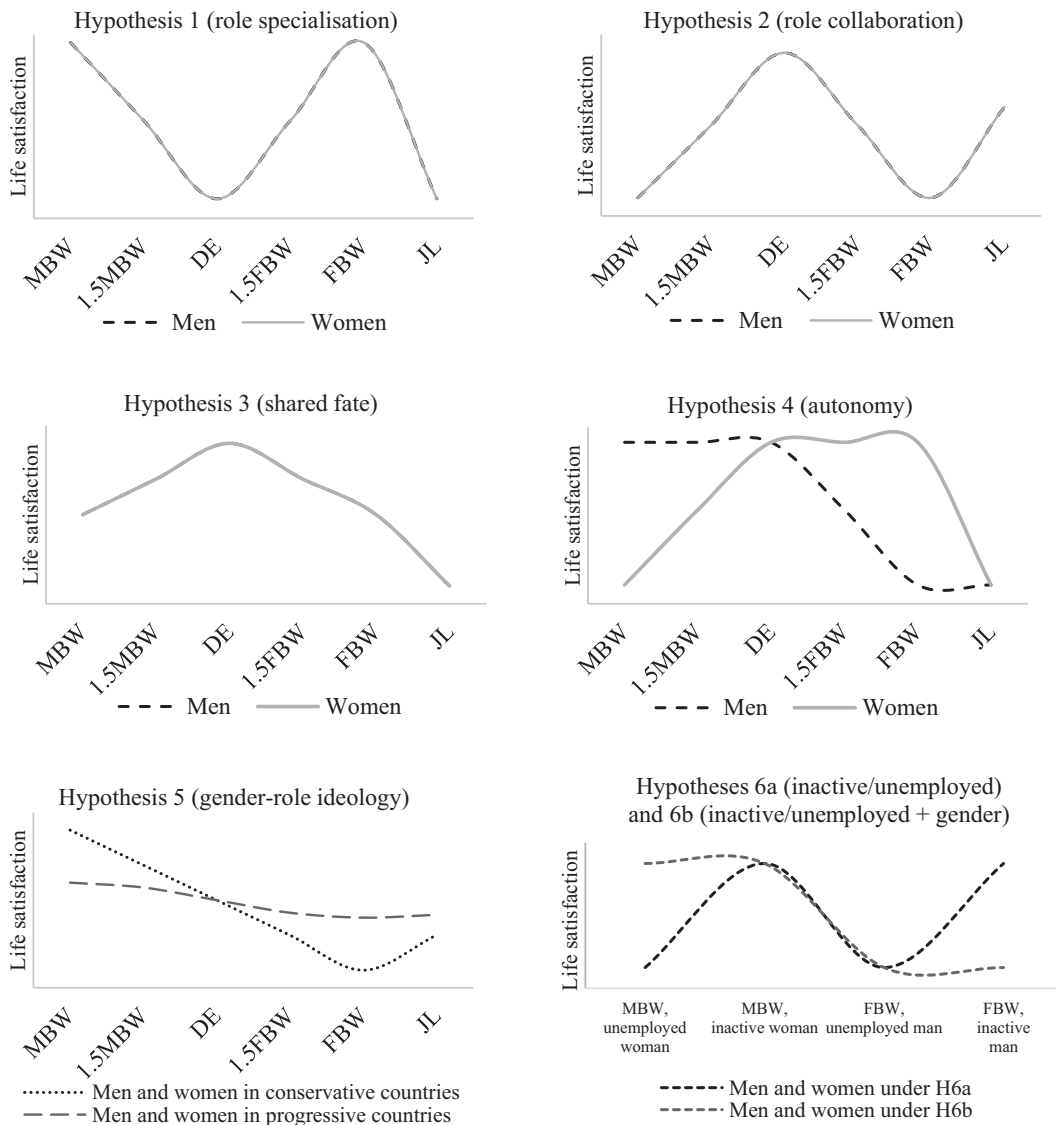 Hypothesis 1 (role specialisation)
Life satisfaction
MBW
1.5MBW
DE
1.5FBW
FBW
JL
Men
Women
Hypothesis 2 (role collaboration)
Life satisfaction
MBW
1.5MBW
DE
1.5FBW
FBW
JL
Men
Women
Hypothesis 3 (shared fate)
Life satisfaction
MBW
1.5MBW
DE
1.5FBW
FBW
JL
Men
Women
Hypothesis 4 (autonomy)
Life satisfaction
MBW
1.5MBW
DE
1.5FBW
FBW
JL
Men
Women
Hypothesis 5 (gender-role ideology)
Life satisfaction
MBW
1.5MBW
DE
1.5FBW
FBW
JL
Men and women in conservative countries
Men and women in progressive countries
Hypotheses 6a (inactive/unemployed)
and 6b (inactive/unemployed + gender)
Life satisfaction
MBW,
unemployed
woman
MBW,
inactive woman
FBW,
unemployed man
FBW,
inactive
man
Men and women under H6a
Men and women under H6b